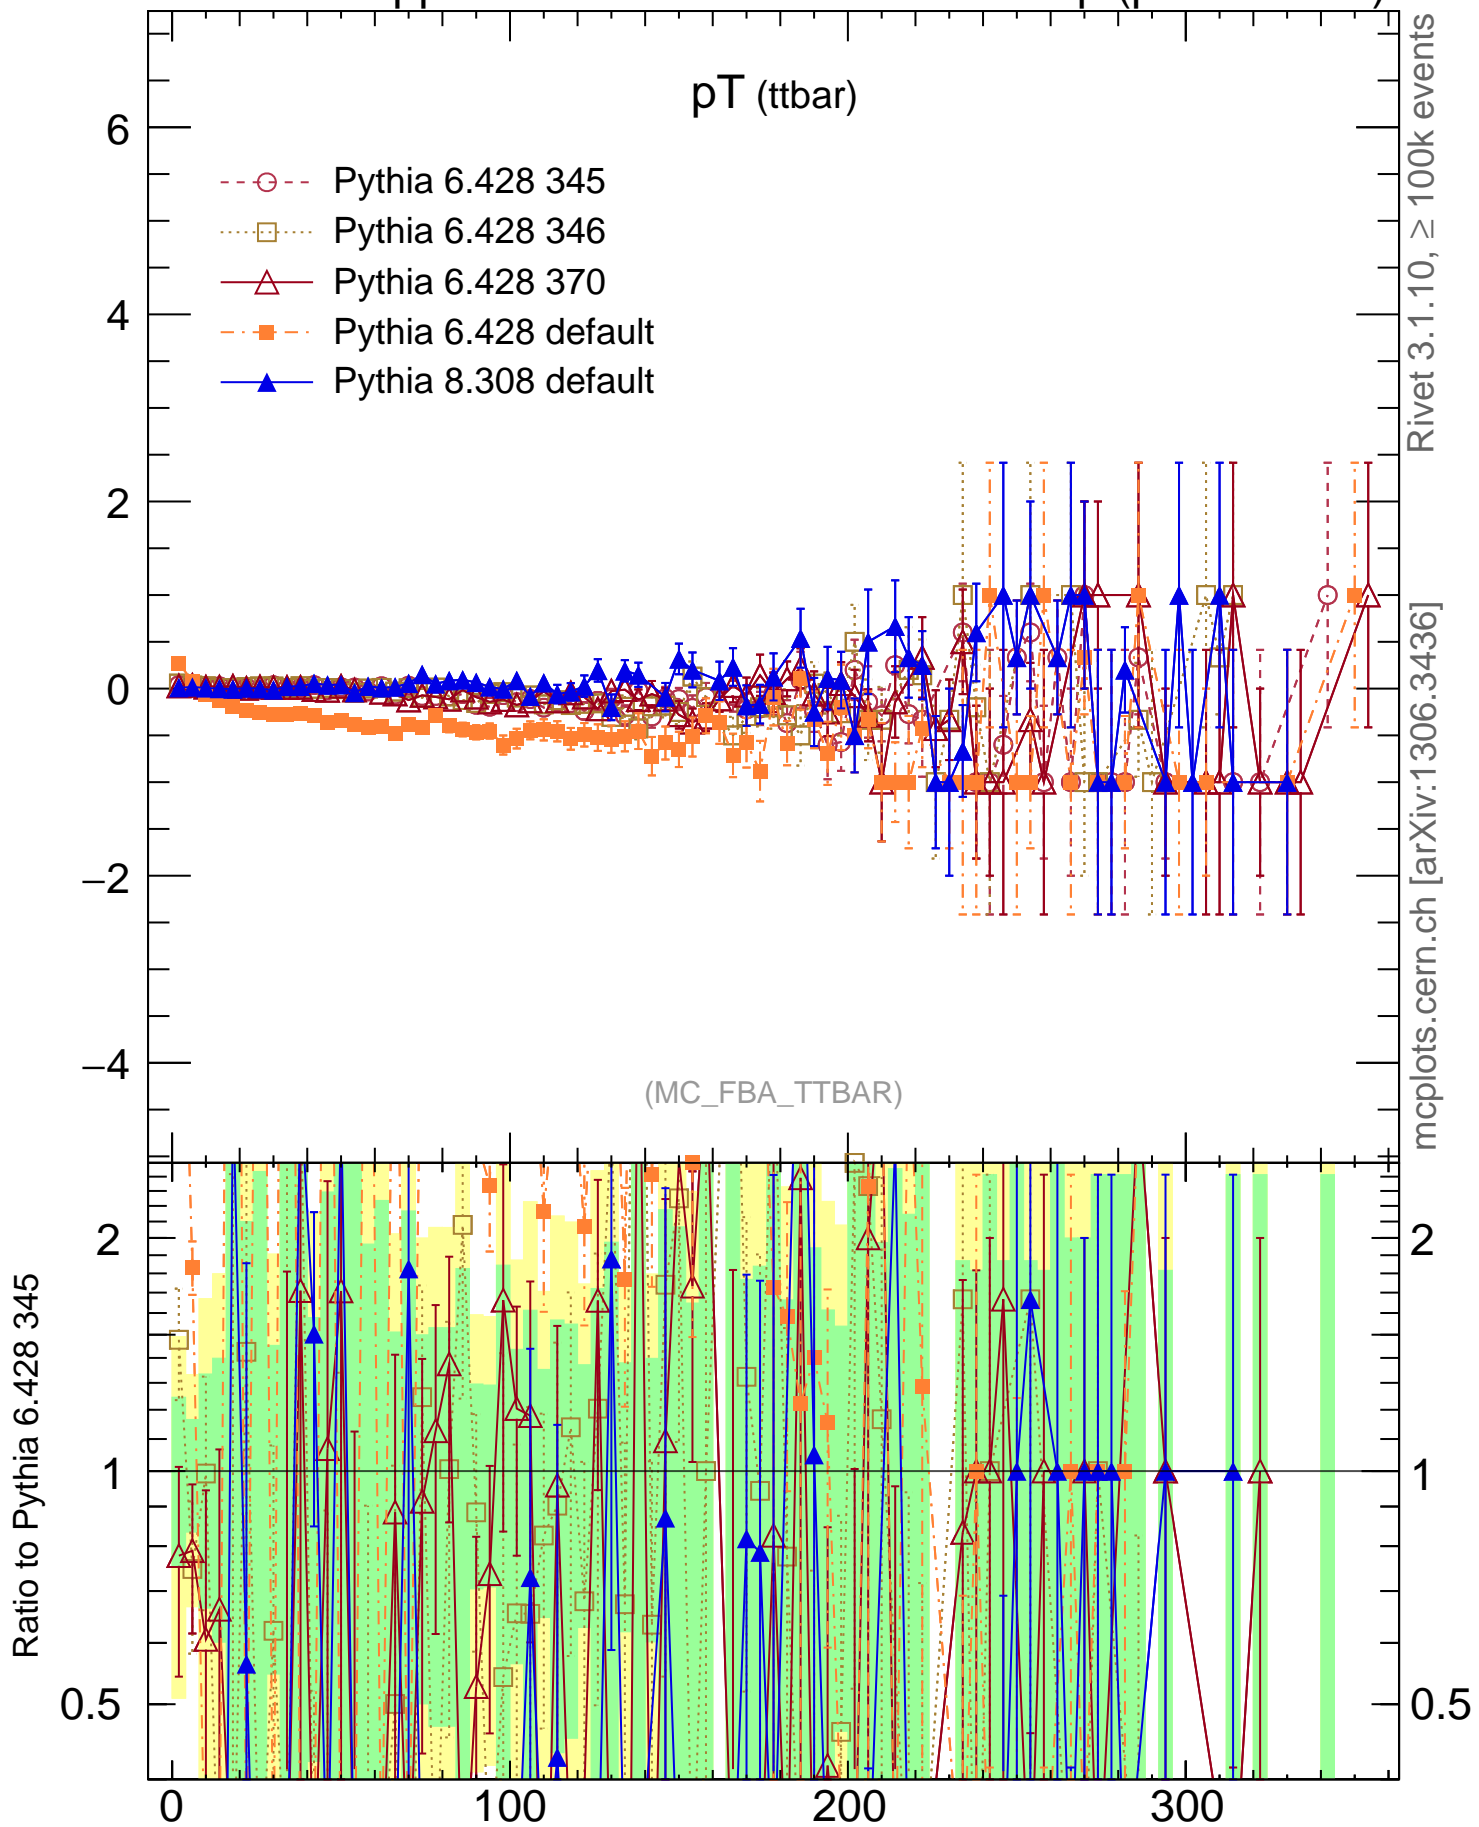 pT (ttbar)
6
4
2
0
−2
−4
Pythia 6.428 345
Pythia 6.428 346
Pythia 6.428 370
Pythia 6.428 default
Pythia 8.308 default
(MC_FBA_TTBAR)
Rivet 3.1.10, ≥ 100k events
mcplots.cern.ch [arXiv:1306.3436]
Ratio to Pythia 6.428 345
2
1
0.5
2
1
0.5
0
100
200
300